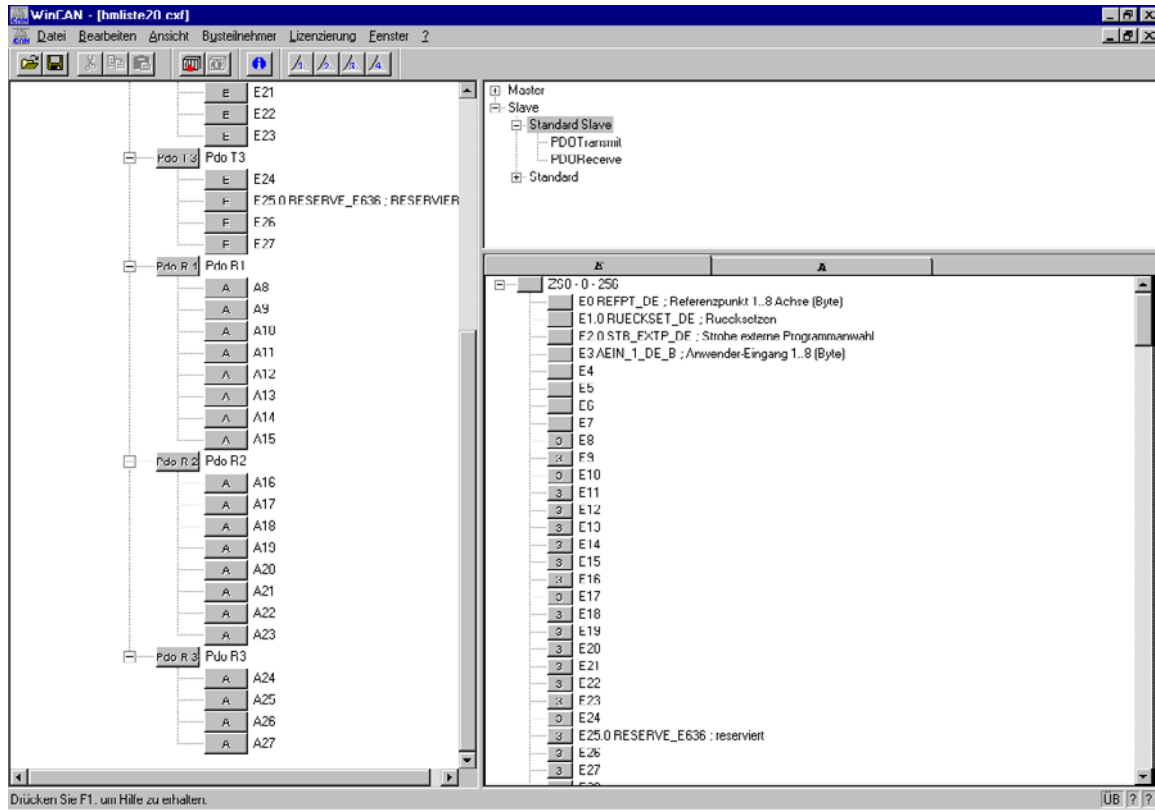 WinCAN - [bmliste20.cxf]
Datei Bearbeiten Ansicht Busteilnehmer Lizenzierung Fenster ?
E E21
E E22
E E23
Pdo T 3 Pdo T3
E E24
E E25.0 RESERVE_E636 ; RESERVIER
E E26
E E27
Pdo R 1 Pdo R1
A A8
A A9
A A10
A A11
A A12
A A13
A A14
A A15
Pdo R 2 Pdo R2
A A16
A A17
A A18
A A19
A A20
A A21
A A22
A A23
Pdo R 3 Pdo R3
A A24
A A25
A A26
A A27
Master
Slave
Standard Slave
PDOTransmit
PDOReceive
Standard
E A
ZS0 - 0 - 256
E0 REFPT_DE ; Referenzpunkt 1..8 Achse (Byte)
E1.0 RUECKSET_DE ; Ruecksetzen
E2.0 STB_EXTP_DE ; Strobe externe Programmanwahl
E3 AEIN_1_DE_B ; Anwender-Eingang 1..8 (Byte)
E4
E5
E6
E7
3 E8
3 E9
3 E10
3 E11
3 E12
3 E13
3 E14
3 E15
3 E16
3 E17
3 E18
3 E19
3 E20
3 E21
3 E22
3 E23
3 E24
3 E25.0 RESERVE_E636 ; reserviert
3 E26
3 E27
Drücken Sie F1, um Hilfe zu erhalten.
ÜB ? ?